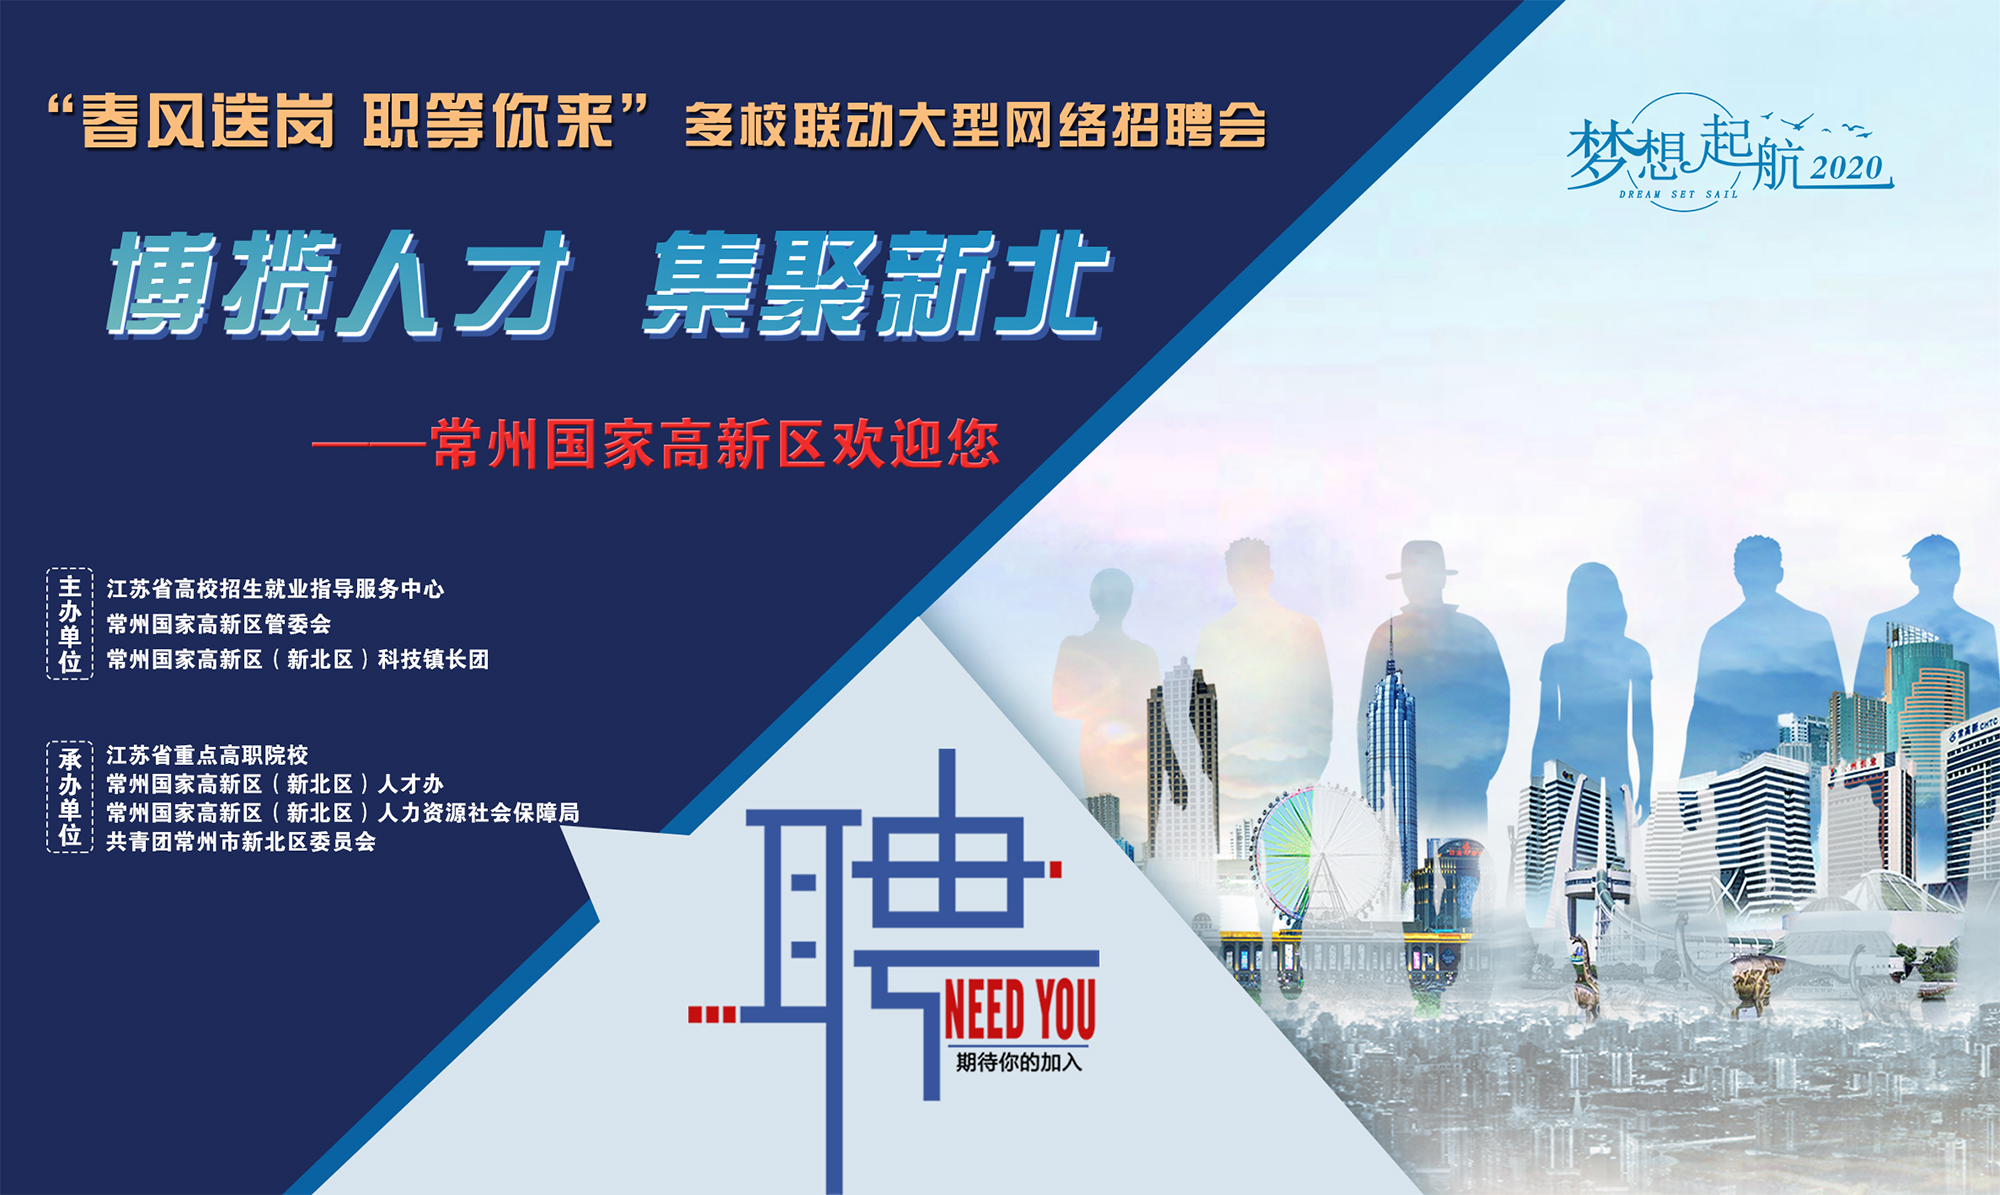 “春风送岗 职等你来” 多校联动大型网络招聘会
博揽人才 集聚新北
——常州国家高新区欢迎您
梦想起航2020
DREAM SET SAIL
主办单位
江苏省高校招生就业指导服务中心
常州国家高新区管委会
常州国家高新区（新北区）科技镇长团
承办单位
江苏省重点高职院校
常州国家高新区（新北区）人才办
常州国家高新区（新北区）人力资源社会保障局
共青团常州市新北区委员会
聘
NEED YOU
期待你的加入